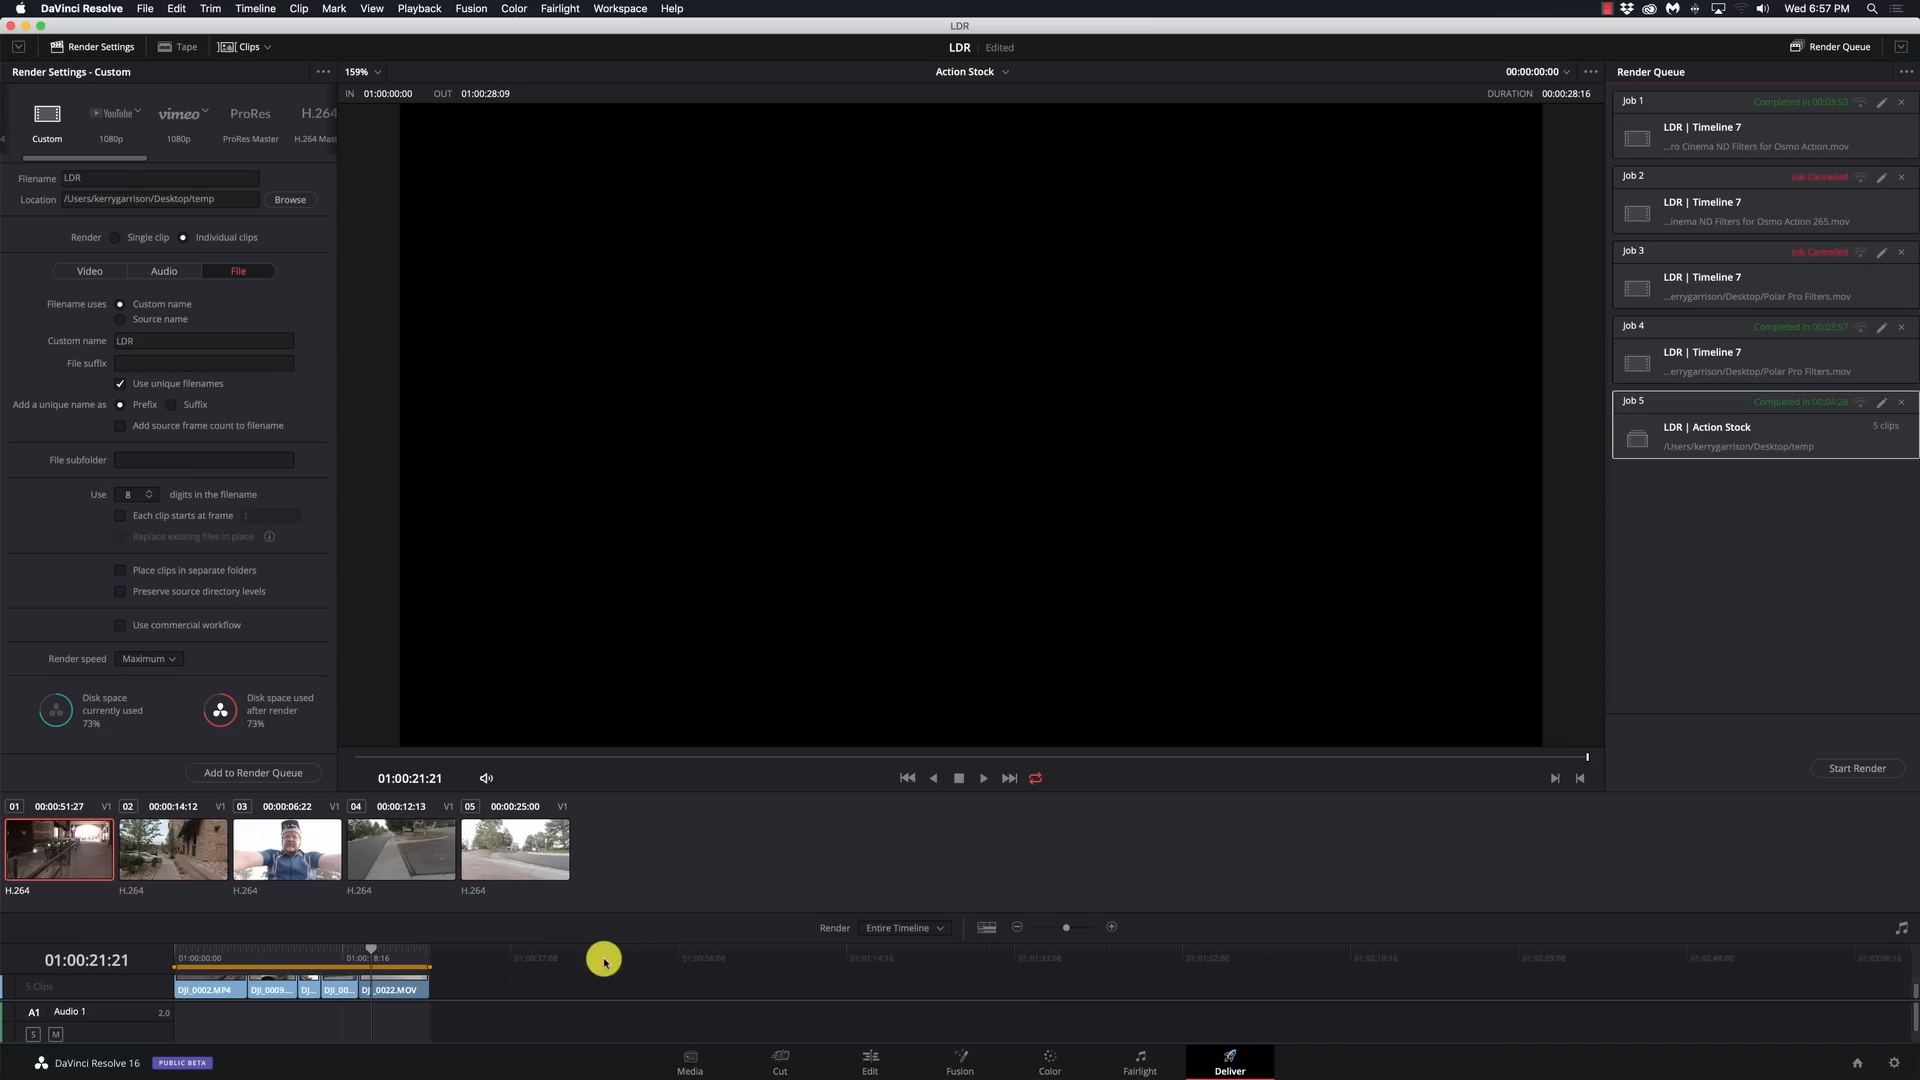 DaVinci Resolve File Edit Trim Timeline Clip Mark View Playback Fusion Color Fairlight Workspace Help Wed 6:57 PM
LDR
Render Settings Tape Clips LDR Edited Render Queue
Render Settings - Custom 159% Action Stock 00:00:00:00 Render Queue
IN 01:00:00:00 OUT 01:00:28:09 DURATION 00:00:28:16
Job 1 Completed in 00:03:53
YouTube vimeo ProRes H.264
LDR | Timeline 7
4 Custom 1080p 1080p ProRes Master H.264 Mast
...ro Cinema ND Filters for Osmo Action.mov
Job 2 Job Cancelled
Filename LDR
Location /Users/kerrygarrison/Desktop/temp Browse
LDR | Timeline 7
...inema ND Filters for Osmo Action 265.mov
Render Single clip Individual clips
Job 3 Job Cancelled
Video Audio File
LDR | Timeline 7
...errygarrison/Desktop/Polar Pro Filters.mov
Filename uses Custom name
Source name
Job 4 Completed in 00:03:57
Custom name LDR
LDR | Timeline 7
File suffix
...errygarrison/Desktop/Polar Pro Filters.mov
Use unique filenames
Add a unique name as Prefix Suffix
Job 5 Completed in 00:04:28
Add source frame count to filename
LDR | Action Stock 5 clips
/Users/kerrygarrison/Desktop/temp
File subfolder
Use 8 digits in the filename
Each clip starts at frame 1
Replace existing files in place
Place clips in separate folders
Preserve source directory levels
Use commercial workflow
Render speed Maximum
Disk space currently used 73%
Disk space used after render 73%
Add to Render Queue
01:00:21:21
Start Render
01 00:00:51:27 V1 02 00:00:14:12 V1 03 00:00:06:22 V1 04 00:00:12:13 V1 05 00:00:25:00 V1
H.264 H.264 H.264 H.264 H.264
Render Entire Timeline
01:00:21:21 01:00:00:00 01:00: 8:16 01:00:37:08 01:00:56:00 01:01:14:16 01:01:33:08 01:01:52:00 01:02:10:16 01:02:29:08 01:02:48:00 01:03:06:16
5 Clips DJI_0002.MP4 DJI_0009.... DJ... DJI_00... DJI_0022.MOV
A1 Audio 1 2.0
S M
DaVinci Resolve 16 PUBLIC BETA Media Cut Edit Fusion Color Fairlight Deliver